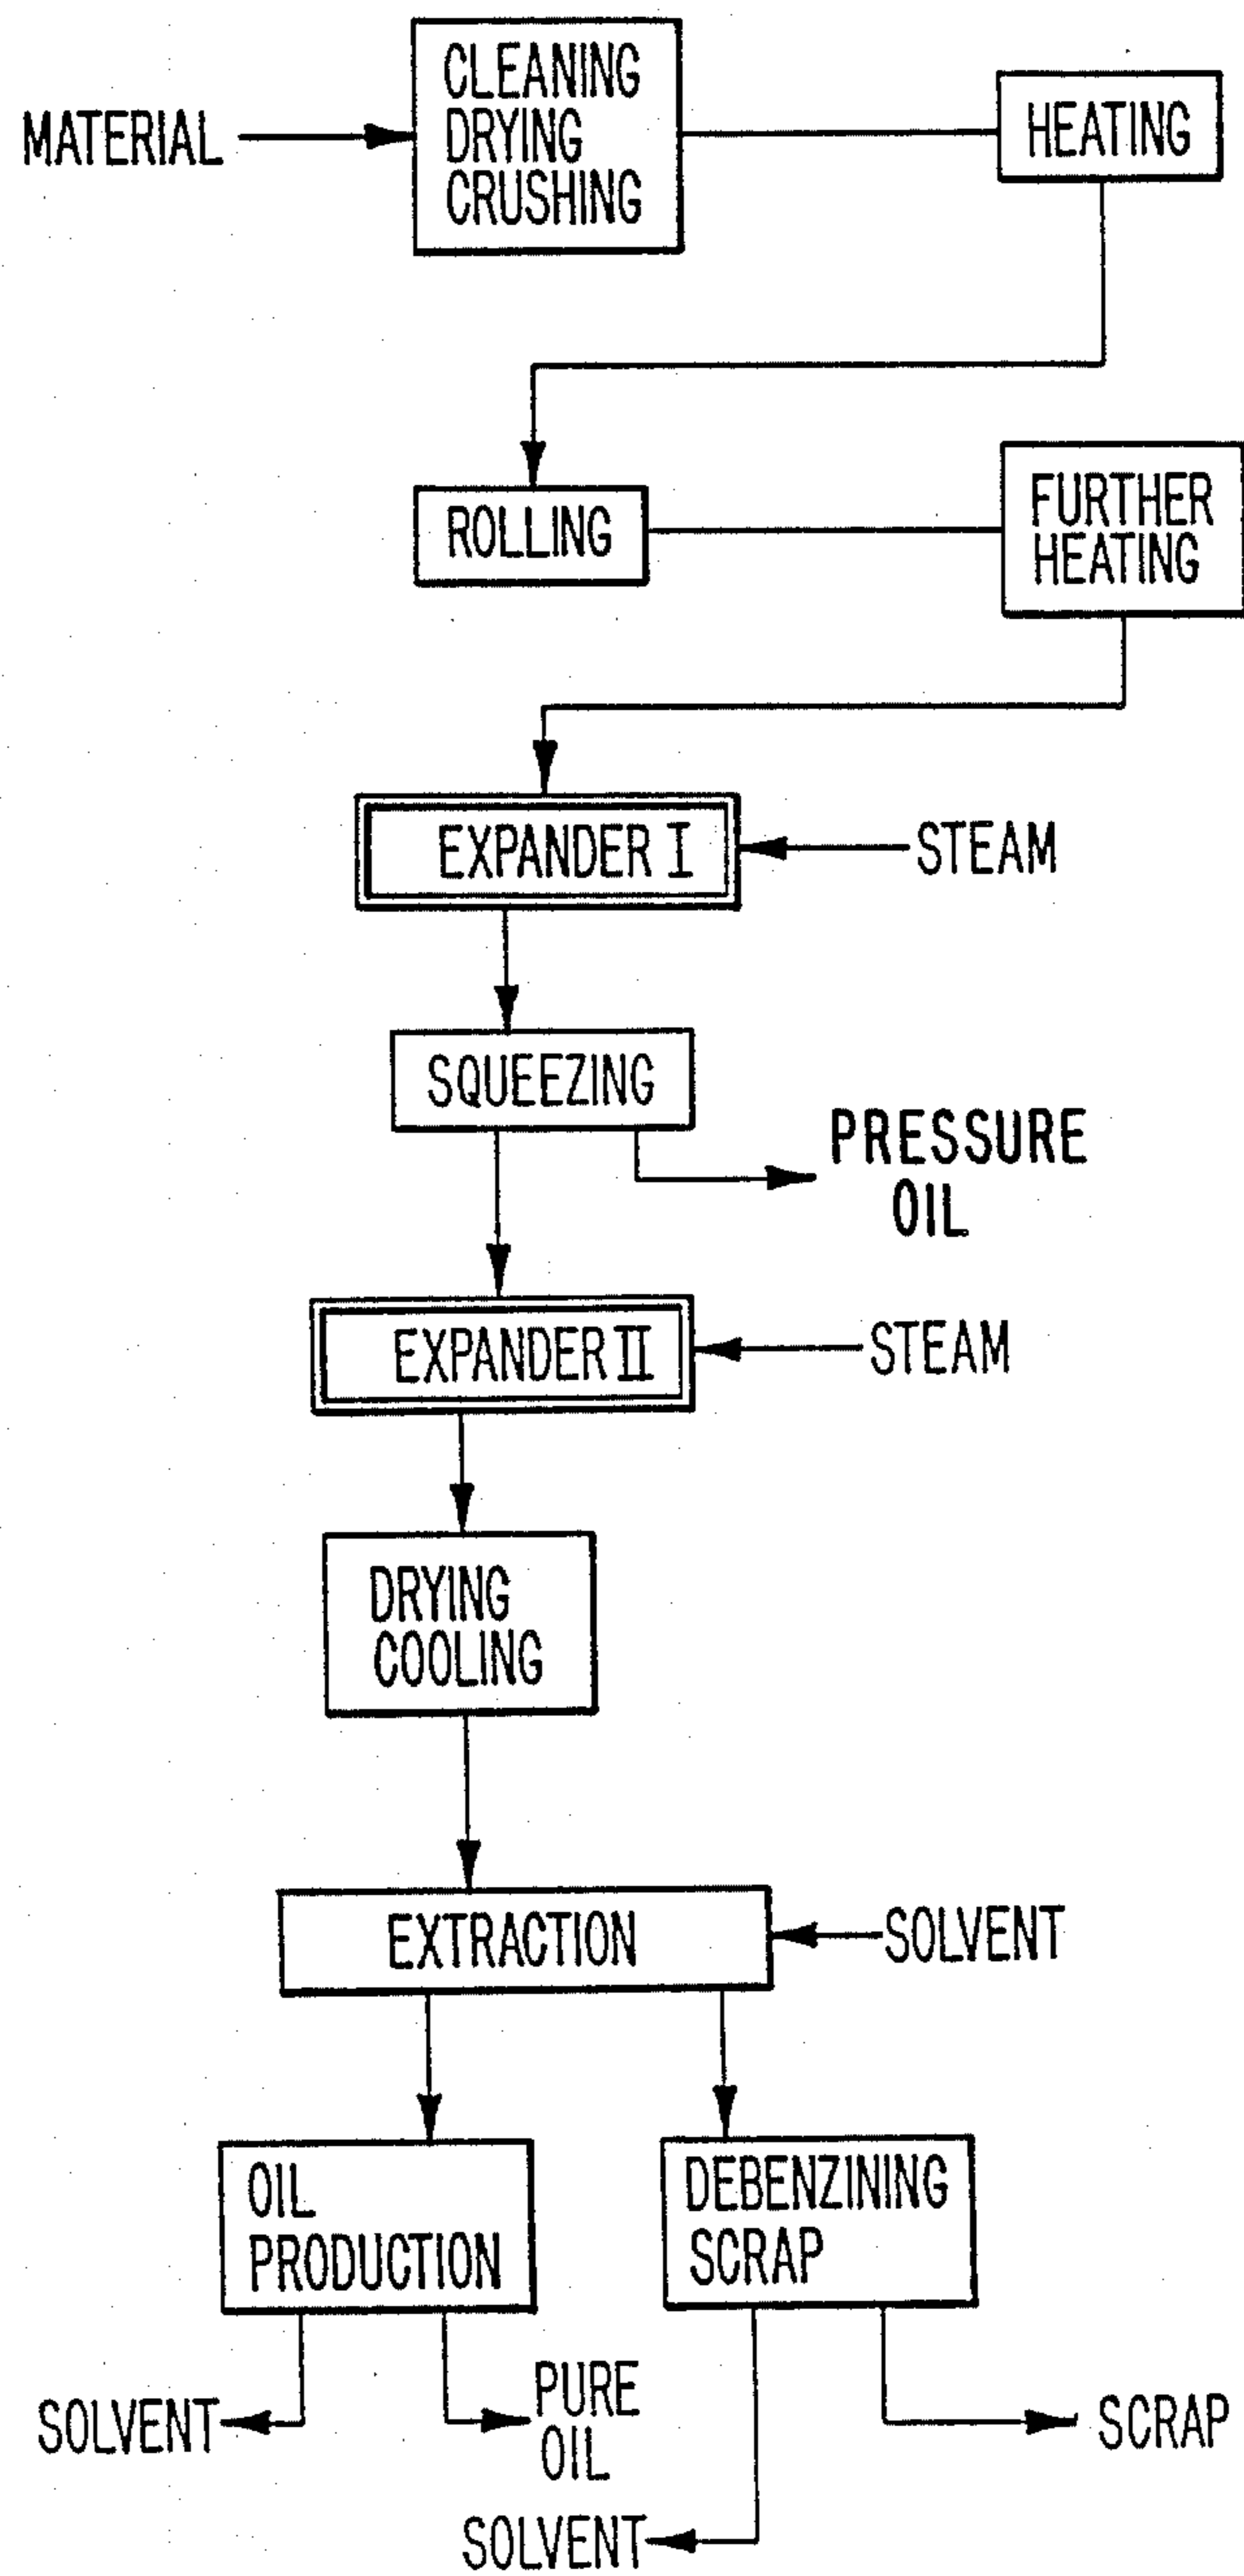 MATERIAL
CLEANING
DRYING
CRUSHING
HEATING
ROLLING
FURTHER
HEATING
EXPANDER I
STEAM
SQUEEZING
PRESSURE
OIL
EXPANDER II
STEAM
DRYING
COOLING
EXTRACTION
SOLVENT
OIL
PRODUCTION
DEBENZINING
SCRAP
SOLVENT
PURE
OIL
SOLVENT
SCRAP